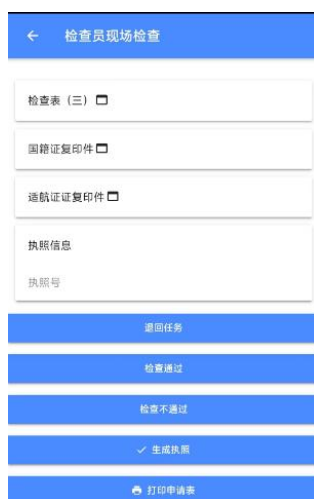 检查员现场检查
检查表（三）
国籍证复印件
适航证证复印件
执照信息
执照号
退回任务
检查通过
检查不通过
生成执照
打印申请表